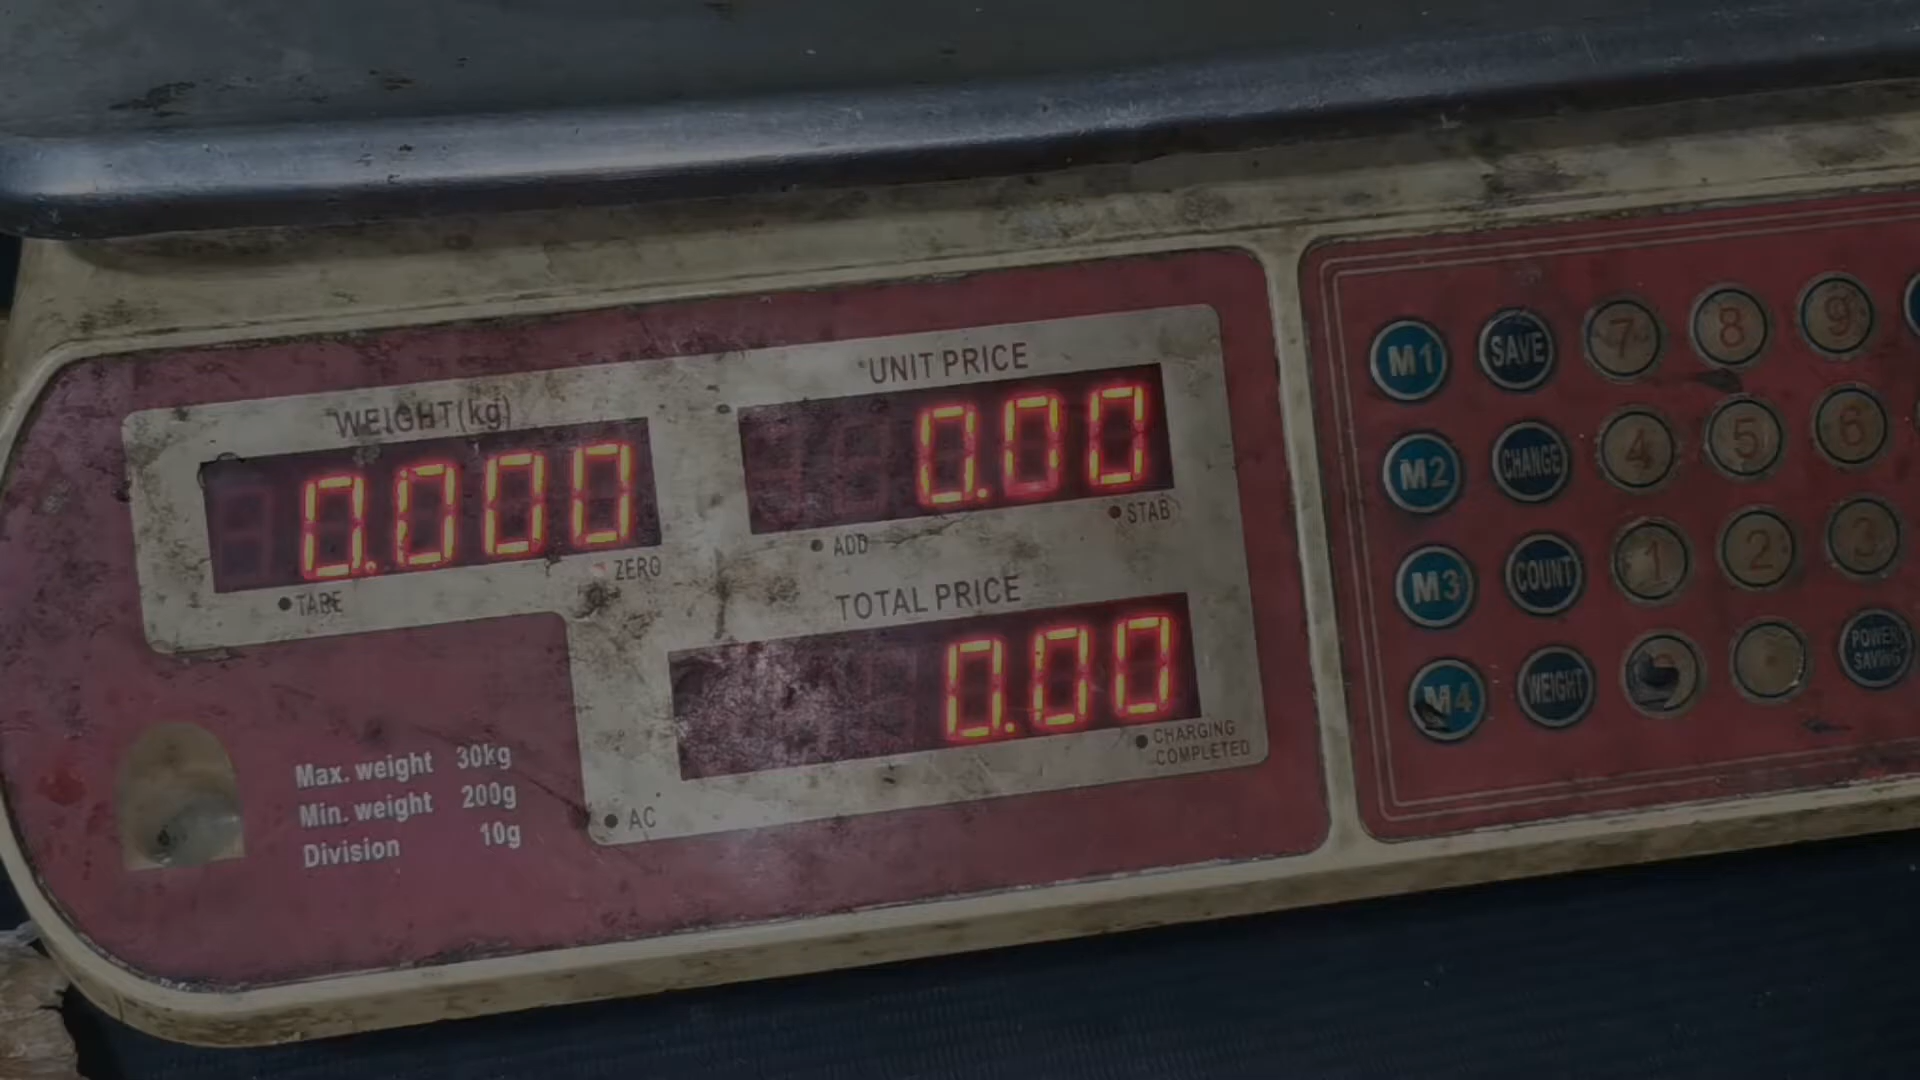 WEIGHT(kg)
0.000
TARE
ZERO
UNIT PRICE
0.00
ADD
STAB
TOTAL PRICE
0.00
CHARGING
COMPLETED
AC
Max. weight 30kg
Min. weight 200g
Division 10g
M1 SAVE 7 8 9
M2 CHANGE 4 5 6
M3 COUNT 1 2 3
M4 WEIGHT
POWER
SAVING